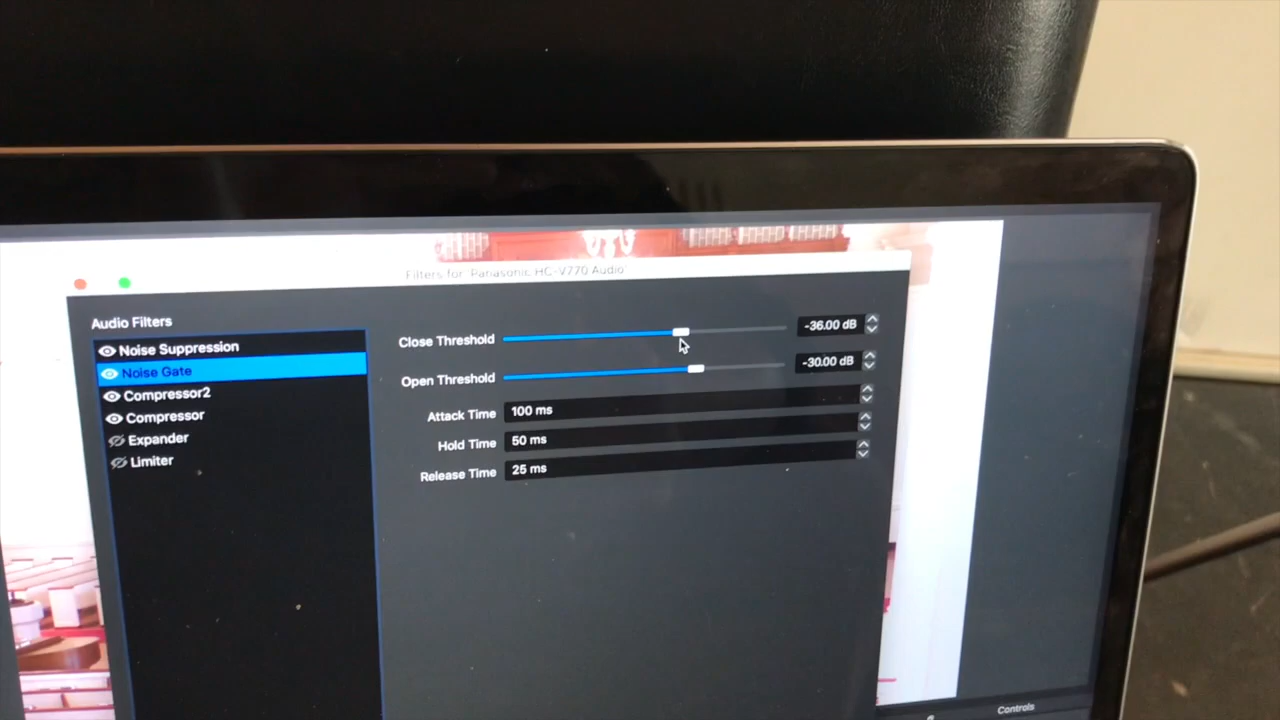 Filters for 'Panasonic HC-V770 Audio'
Audio Filters
Noise Suppression
Noise Gate
Compressor2
Compressor
Expander
Limiter
Close Threshold -36.00 dB
Open Threshold -30.00 dB
Attack Time 100 ms
Hold Time 50 ms
Release Time 25 ms
Controls